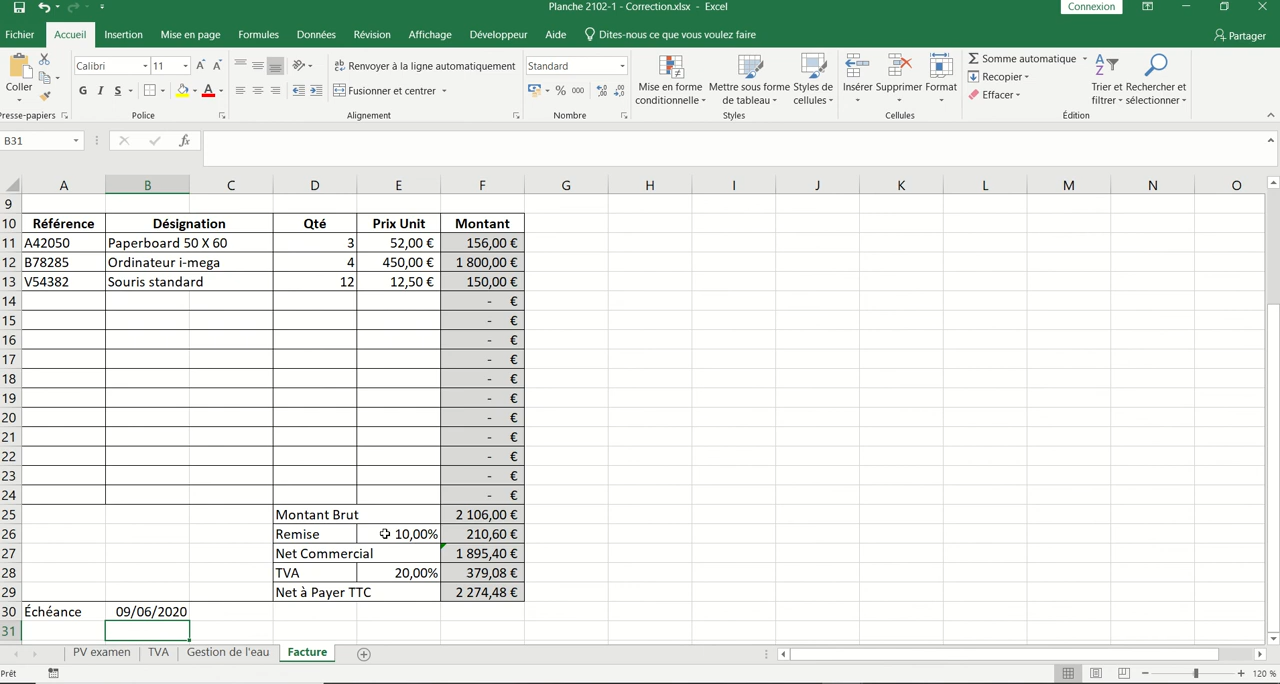 Planche 2102-1 - Correction.xlsx - Excel
Connexion
Fichier Accueil Insertion Mise en page Formules Données Révision Affichage Développeur Aide Dites-nous ce que vous voulez faire Partager
Coller
Calibri 11
Renvoyer à la ligne automatiquement
Standard
G I S
Fusionner et centrer
% 000
Mise en forme conditionnelle
Mettre sous forme de tableau
Styles de cellules
Insérer Supprimer Format
Somme automatique
Recopier
Effacer
Trier et filtrer
Rechercher et sélectionner
Presse-papiers Police Alignement Nombre Styles Cellules Édition
B31 fx
A B C D E F G H I J K L M N O
9
10 Référence Désignation Qté Prix Unit Montant
11 A42050 Paperboard 50 X 60 3 52,00 € 156,00 €
12 B78285 Ordinateur i-mega 4 450,00 € 1 800,00 €
13 V54382 Souris standard 12 12,50 € 150,00 €
14 - €
15 - €
16 - €
17 - €
18 - €
19 - €
20 - €
21 - €
22 - €
23 - €
24 - €
25 Montant Brut 2 106,00 €
26 Remise 10,00% 210,60 €
27 Net Commercial 1 895,40 €
28 TVA 20,00% 379,08 €
29 Net à Payer TTC 2 274,48 €
30 Échéance 09/06/2020
31
PV examen TVA Gestion de l'eau Facture
Prêt 120 %